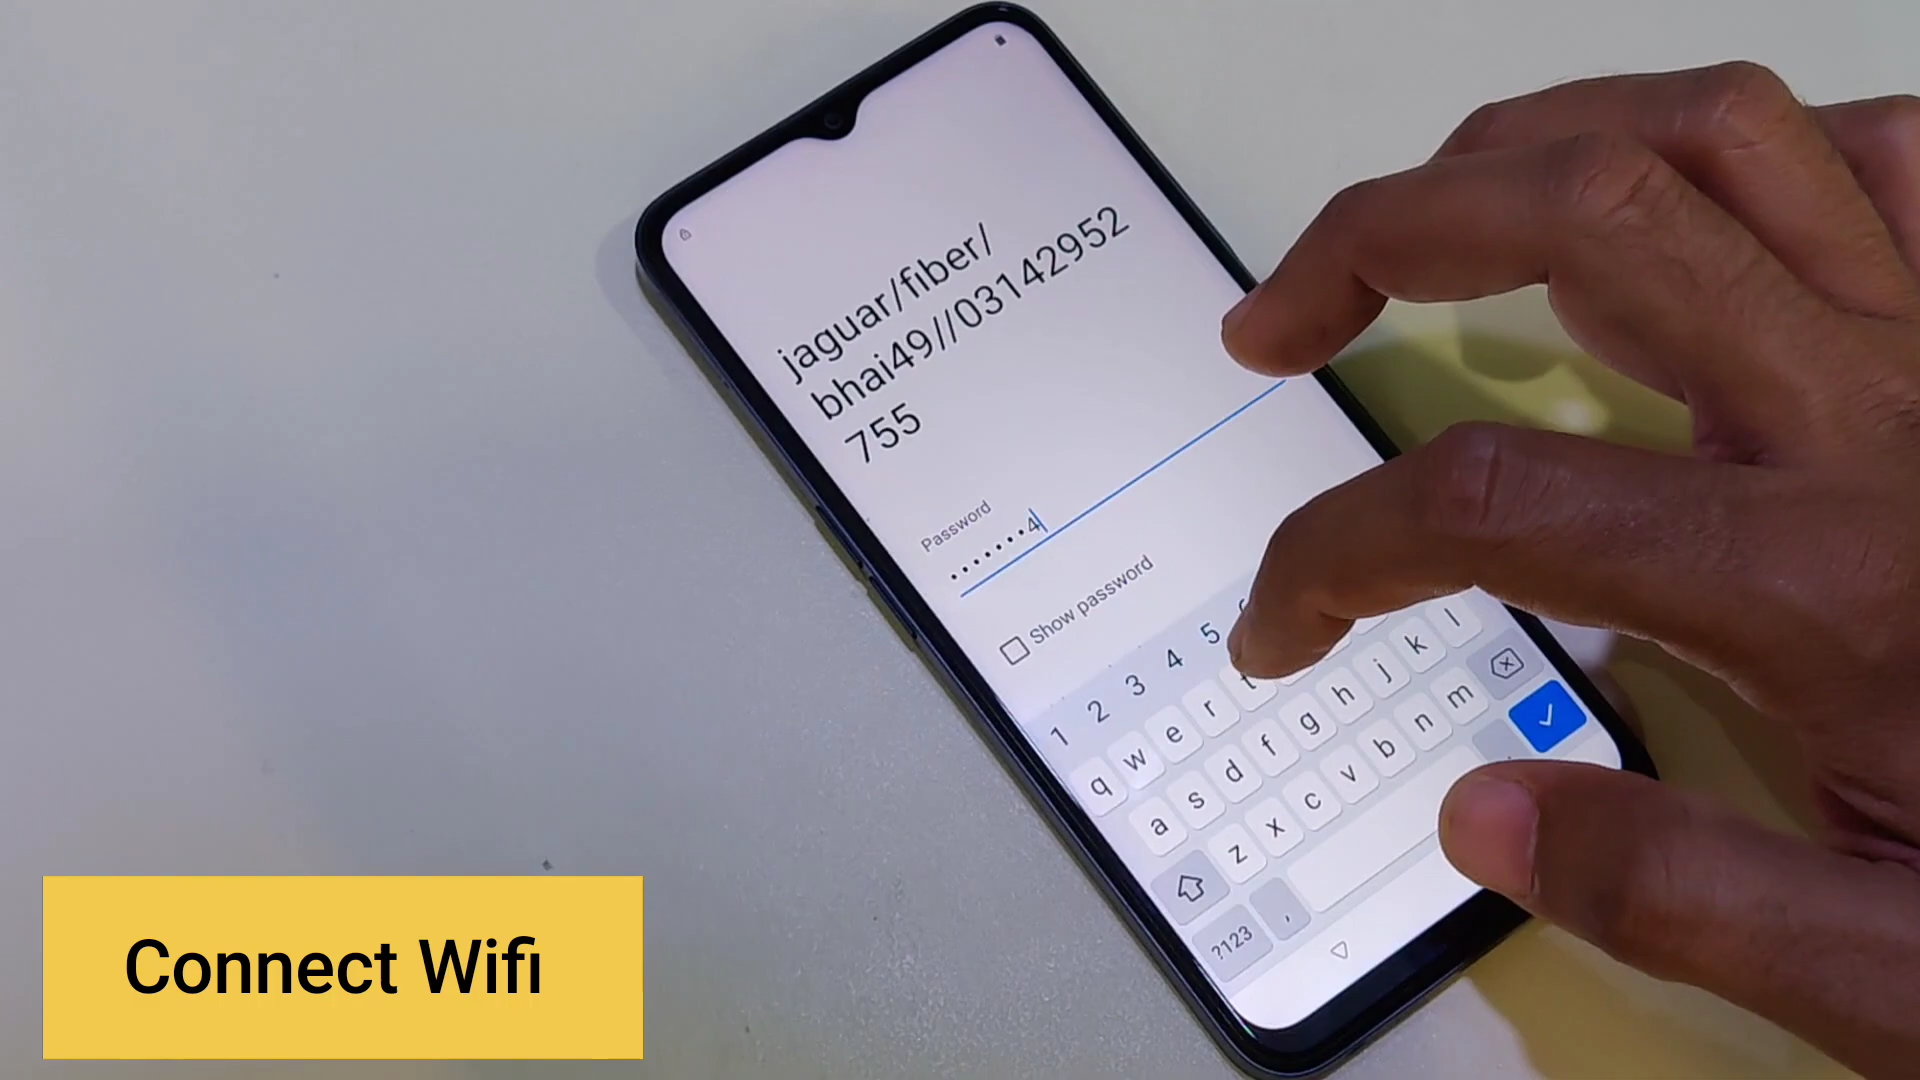 jaguar/fiber/
bhai49//03142952
755
Password
•••••••4
Show password
1 2 3 4 5
q w e r t
a s d f g h j k l
z x c v b n m
?123 ,
Connect Wifi